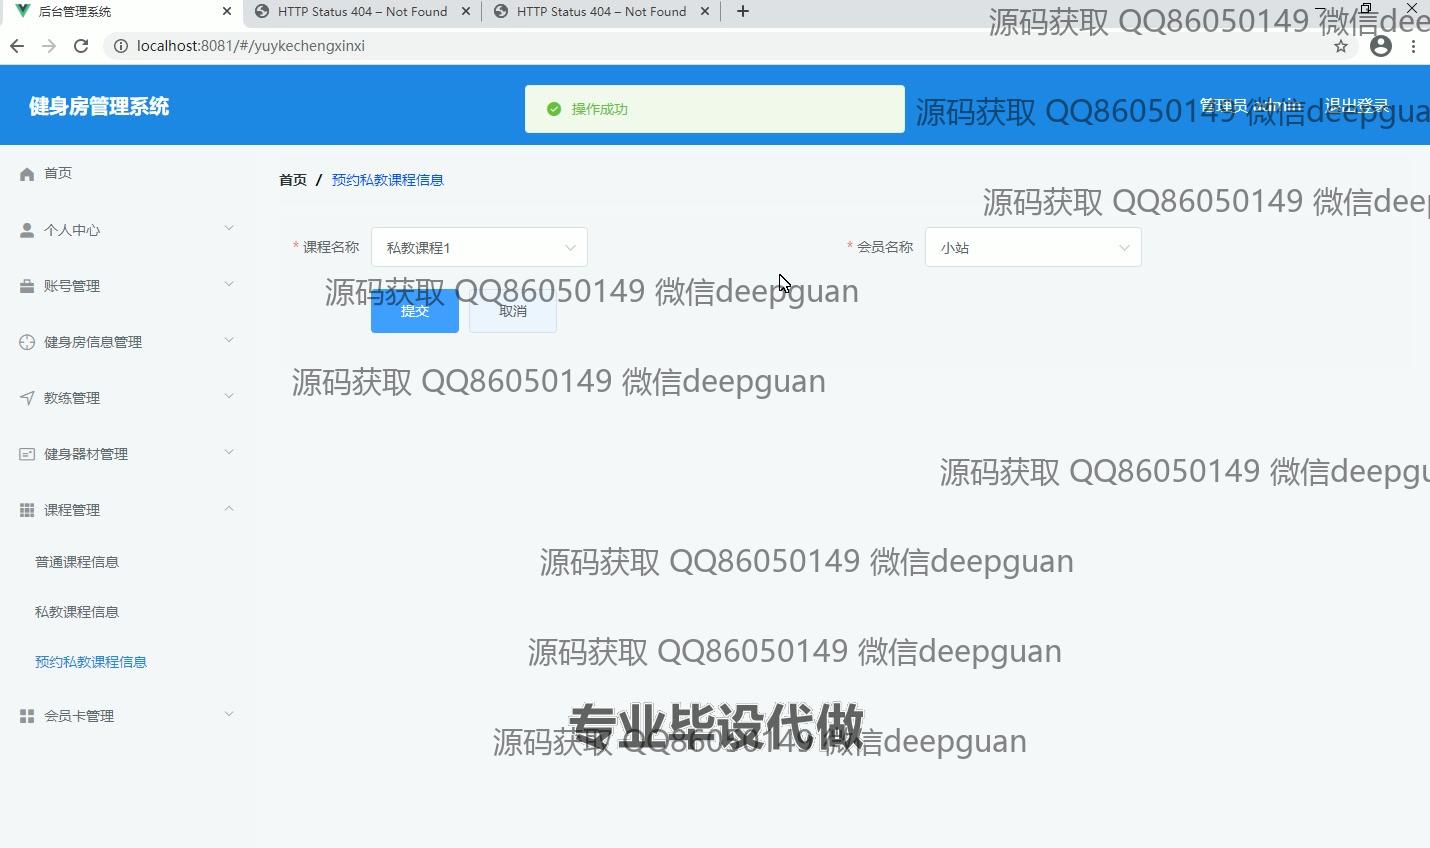 后台管理系统
HTTP Status 404 – Not Found
HTTP Status 404 – Not Found
源码获取 QQ86050149 微信dee
localhost:8081/#/yuykechengxinxi
健身房管理系统
操作成功
源码获取 QQ86050149 微信deepgua
管理员 admin
退出登录
首页
首页 / 预约私教课程信息
源码获取 QQ86050149 微信deep
个人中心
* 课程名称 私教课程1
* 会员名称 小站
账号管理
源码获取 QQ86050149 微信deepguan
提交 取消
健身房信息管理
源码获取 QQ86050149 微信deepguan
教练管理
健身器材管理
源码获取 QQ86050149 微信deepgu
课程管理
普通课程信息
源码获取 QQ86050149 微信deepguan
私教课程信息
源码获取 QQ86050149 微信deepguan
预约私教课程信息
会员卡管理
专业毕设代做
源码获取 QQ86050149 微信deepguan